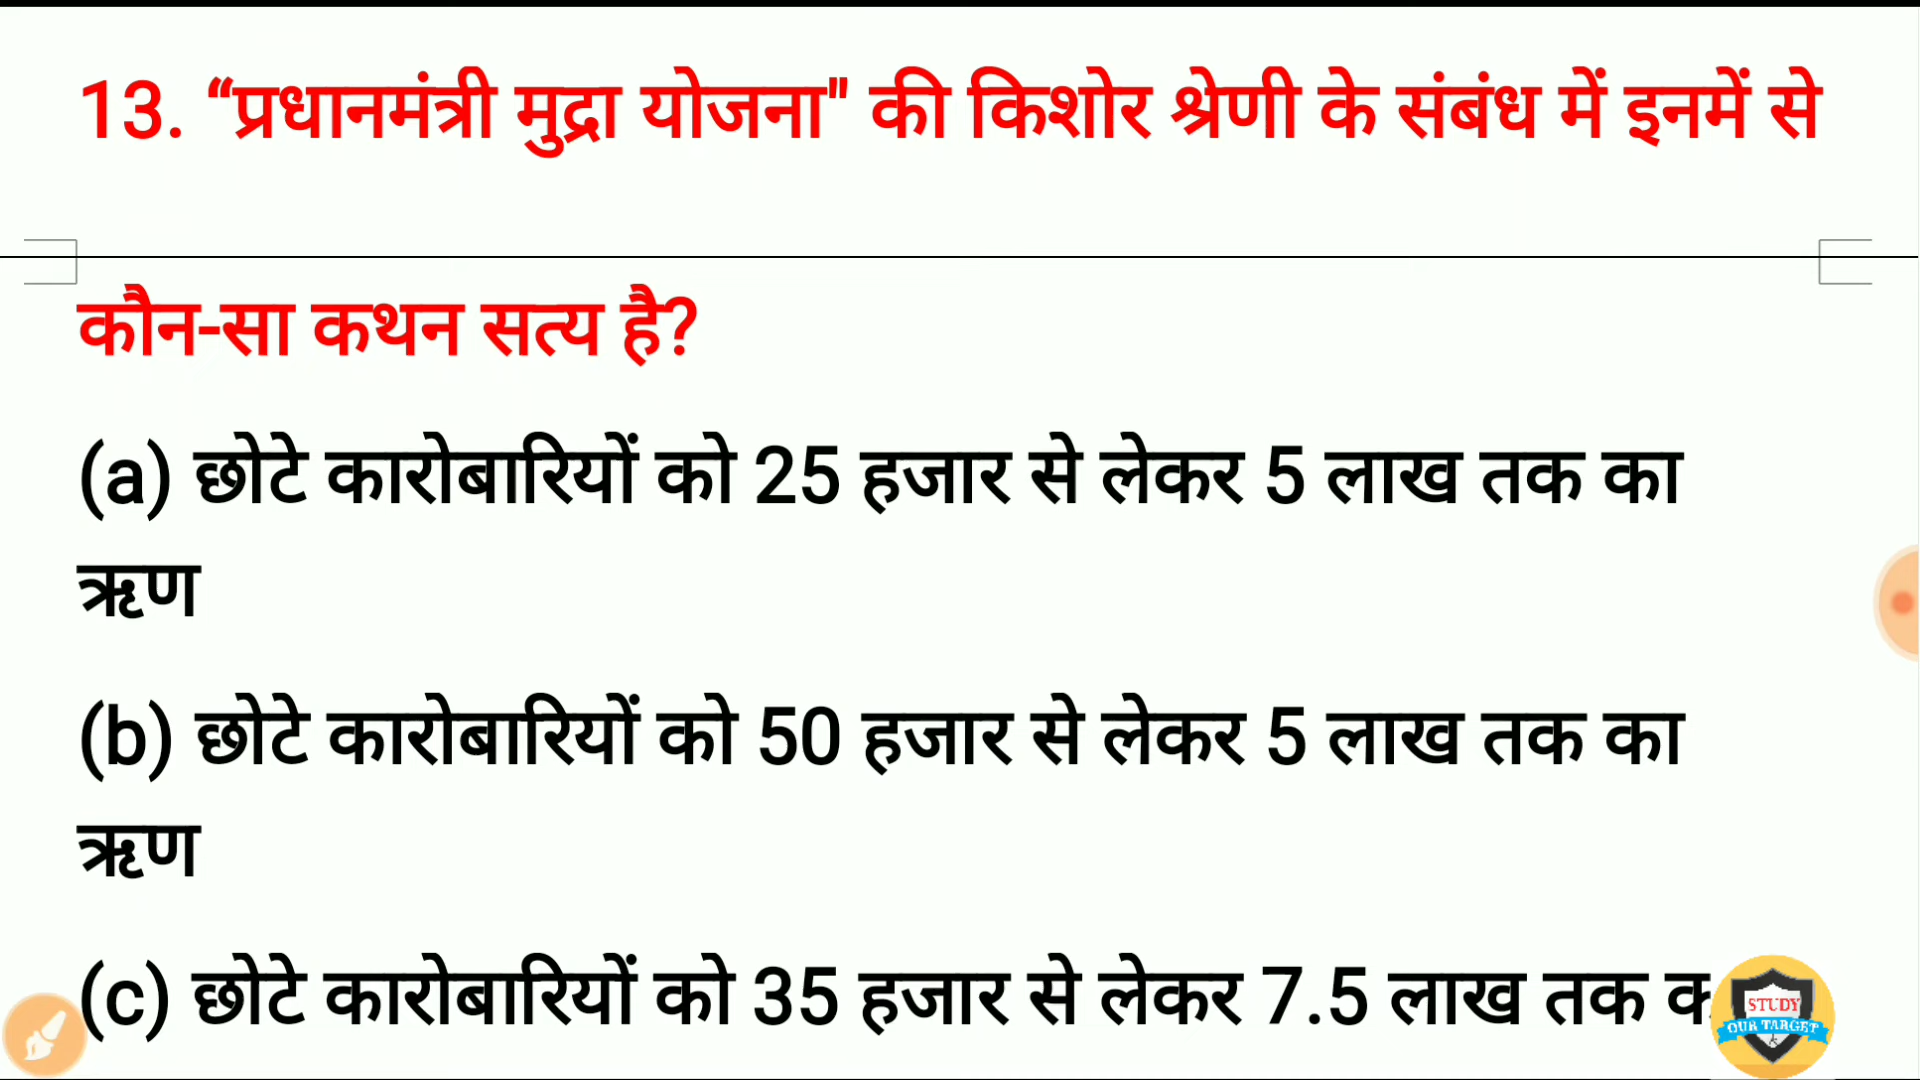 13. “प्रधानमंत्री मुद्रा योजना" की किशोर श्रेणी के संबंध में इनमें से
कौन-सा कथन सत्य है?
(a) छोटे कारोबारियों को 25 हजार से लेकर 5 लाख तक का
ऋण
(b) छोटे कारोबारियों को 50 हजार से लेकर 5 लाख तक का
ऋण
(c) छोटे कारोबारियों को 35 हजार से लेकर 7.5 लाख तक
STUDY
OUR TARGET